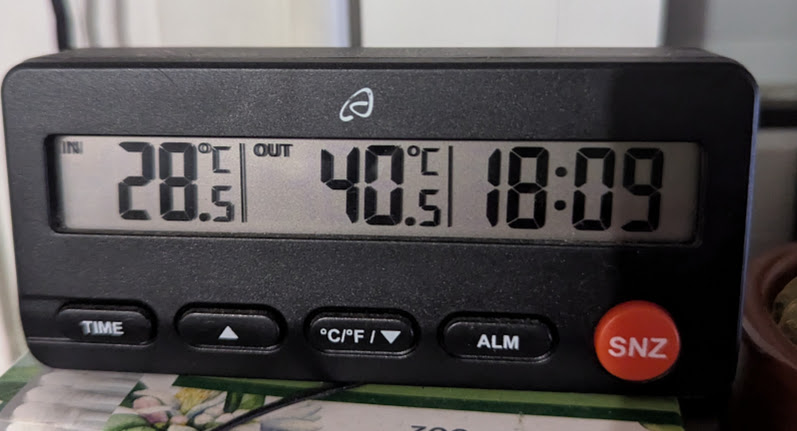 IN 28.5 °C OUT 40.5 °C 18:09
TIME ▲ °C/°F / ▼ ALM SNZ